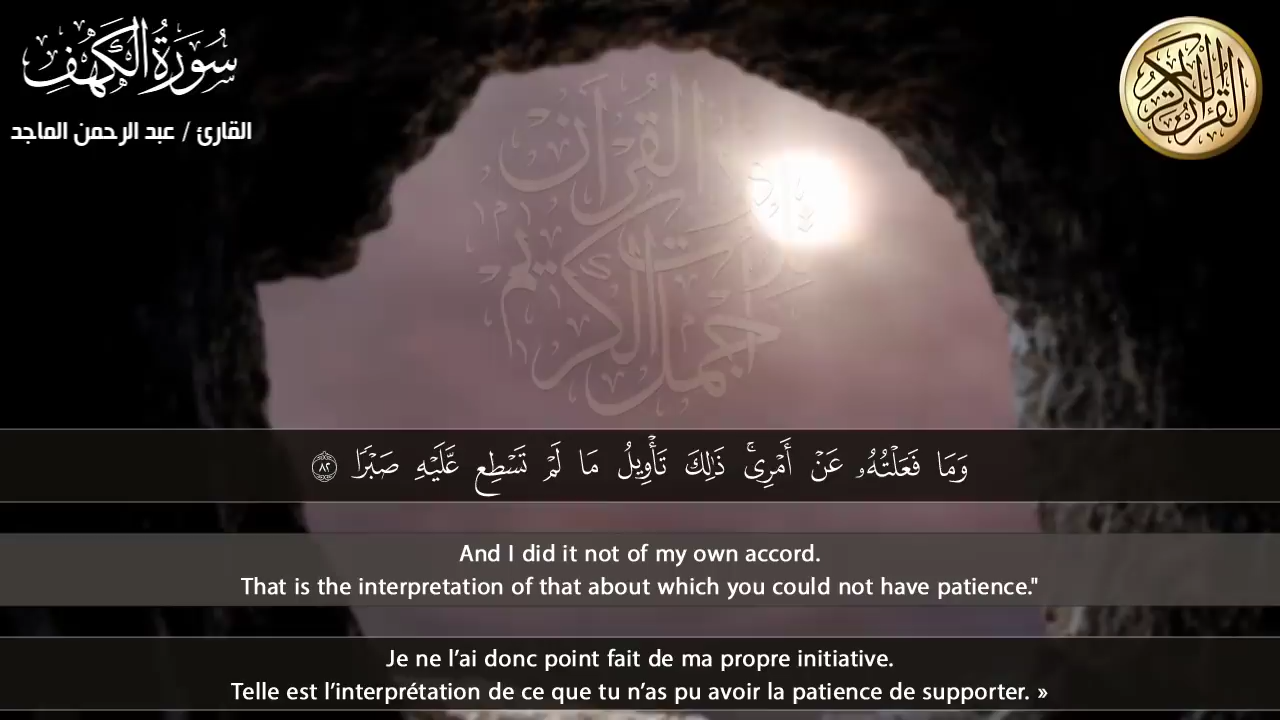 سُورَةُ الكَهْفِ
القارئ / عبد الرحمن الماجد
القرآن الكريم
وَمَا فَعَلْتُهُۥ عَنْ أَمْرِىۚ ذَٰلِكَ تَأْوِيلُ مَا لَمْ تَسْطِع عَّلَيْهِ صَبْرًا ٨٢
And I did it not of my own accord.
That is the interpretation of that about which you could not have patience."
Je ne l’ai donc point fait de ma propre initiative.
Telle est l’interprétation de ce que tu n’as pu avoir la patience de supporter. »